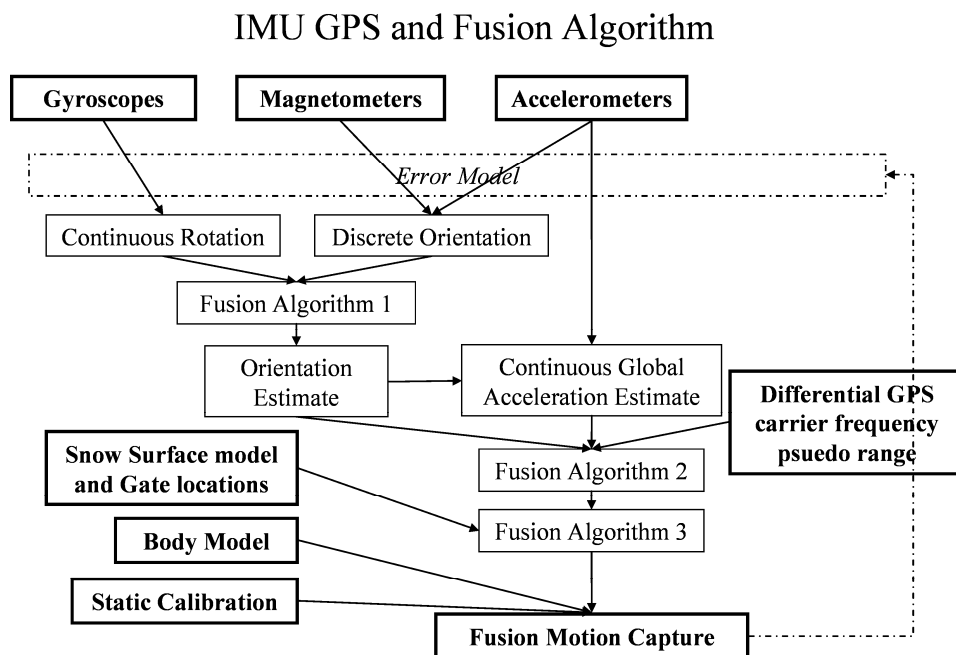 IMU GPS and Fusion Algorithm
Gyroscopes
Magnetometers
Accelerometers
Error Model
Continuous Rotation
Discrete Orientation
Fusion Algorithm 1
Orientation
Estimate
Continuous Global
Acceleration Estimate
Differential GPS
carrier frequency
psuedo range
Snow Surface model
and Gate locations
Fusion Algorithm 2
Fusion Algorithm 3
Body Model
Static Calibration
Fusion Motion Capture